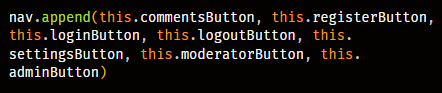 nav.append(this.commentsButton, this.registerButton,
this.loginButton, this.logoutButton, this.
settingsButton, this.moderatorButton, this.
adminButton)